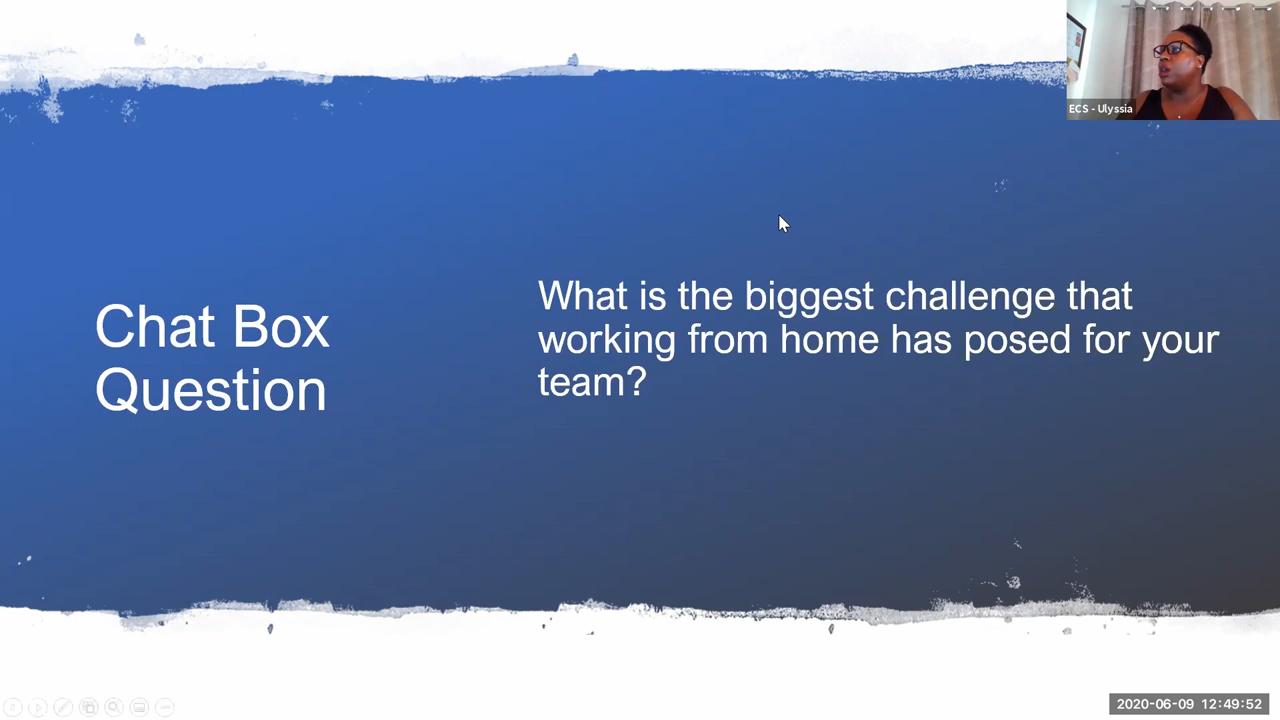 ECS - Ulyssia
Chat Box
Question
What is the biggest challenge that
working from home has posed for your
team?
2020-06-09 12:49:52